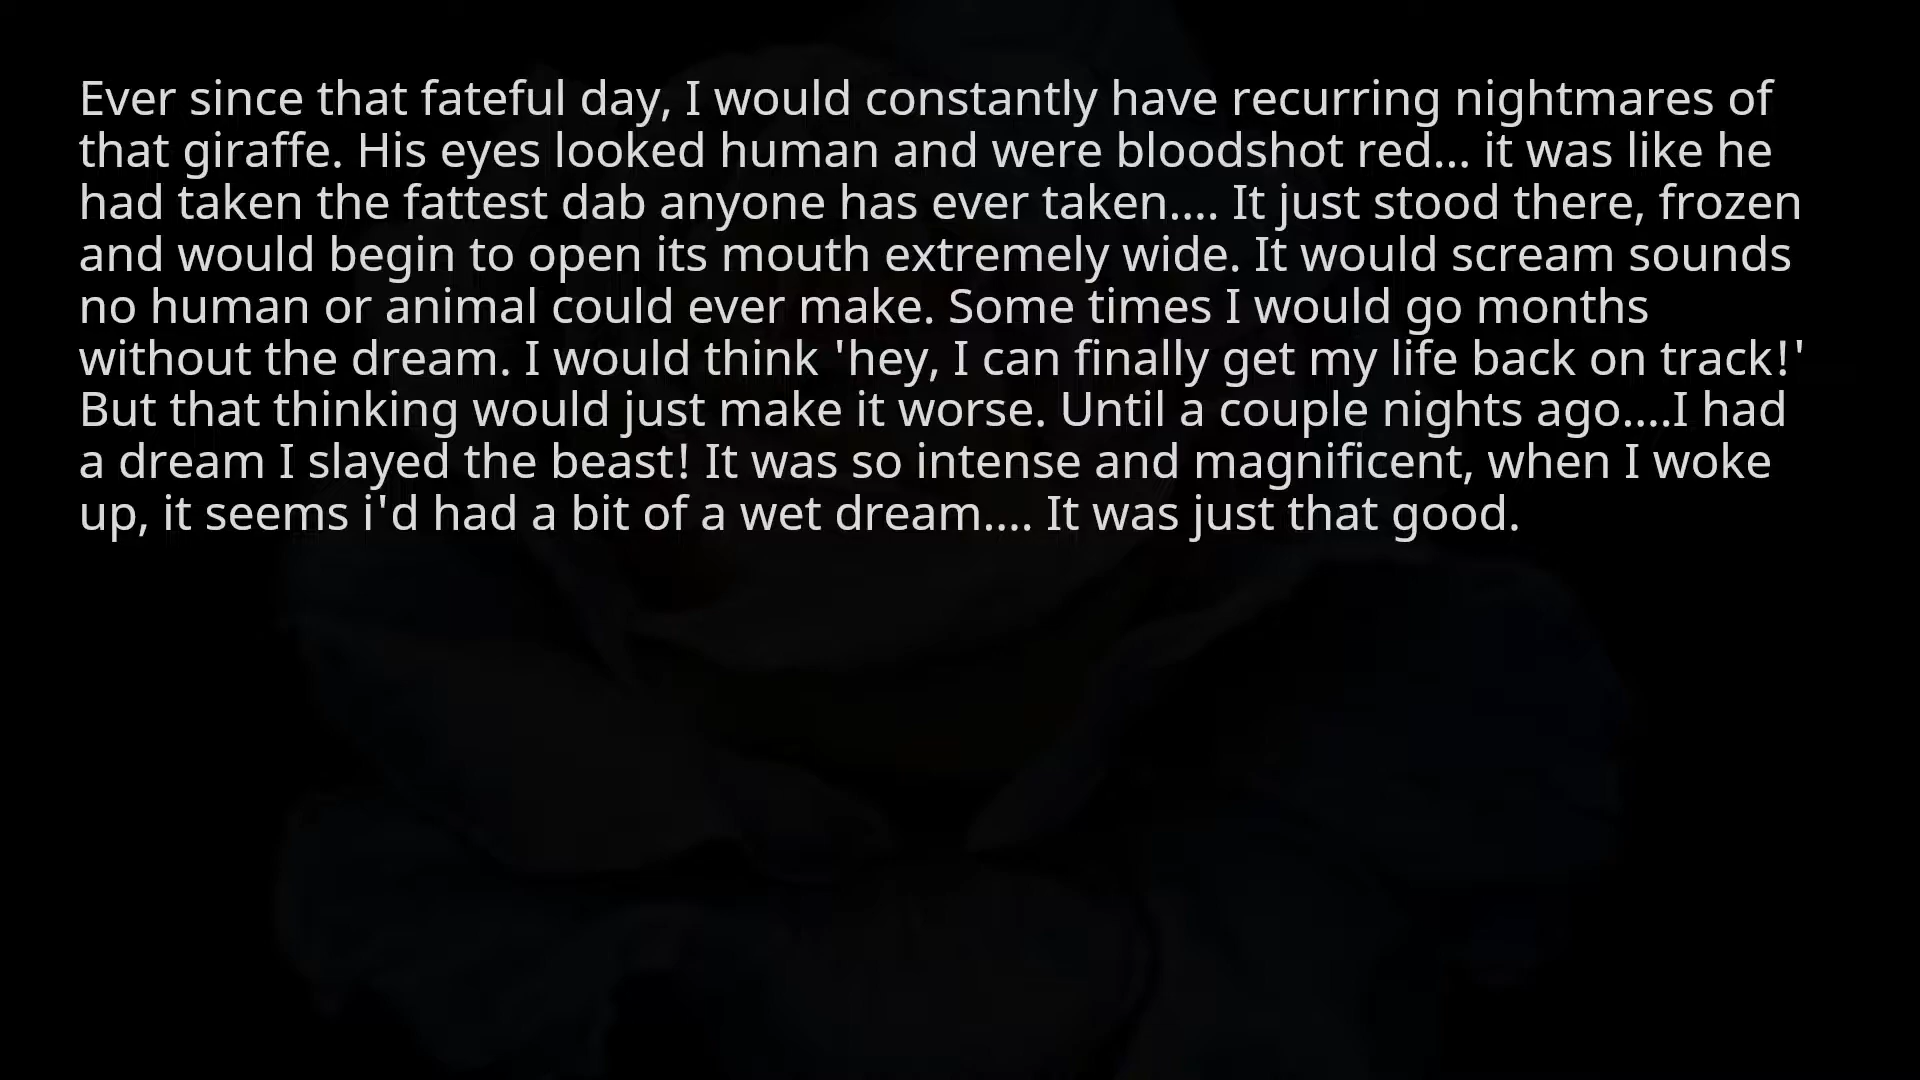 Ever since that fateful day, I would constantly have recurring nightmares of
that giraffe. His eyes looked human and were bloodshot red... it was like he
had taken the fattest dab anyone has ever taken.... It just stood there, frozen
and would begin to open its mouth extremely wide. It would scream sounds
no human or animal could ever make. Some times I would go months
without the dream. I would think 'hey, I can finally get my life back on track!'
But that thinking would just make it worse. Until a couple nights ago....I had
a dream I slayed the beast! It was so intense and magnificent, when I woke
up, it seems i'd had a bit of a wet dream.... It was just that good.